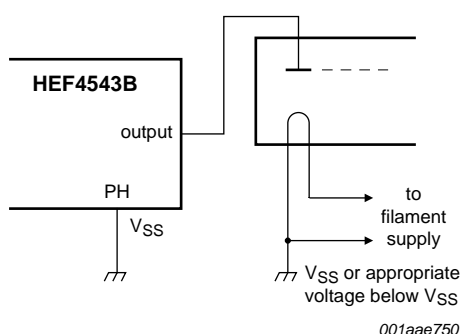 HEF4543B
output
PH
VSS
to
filament
supply
VSS or appropriate
voltage below VSS
001aae750